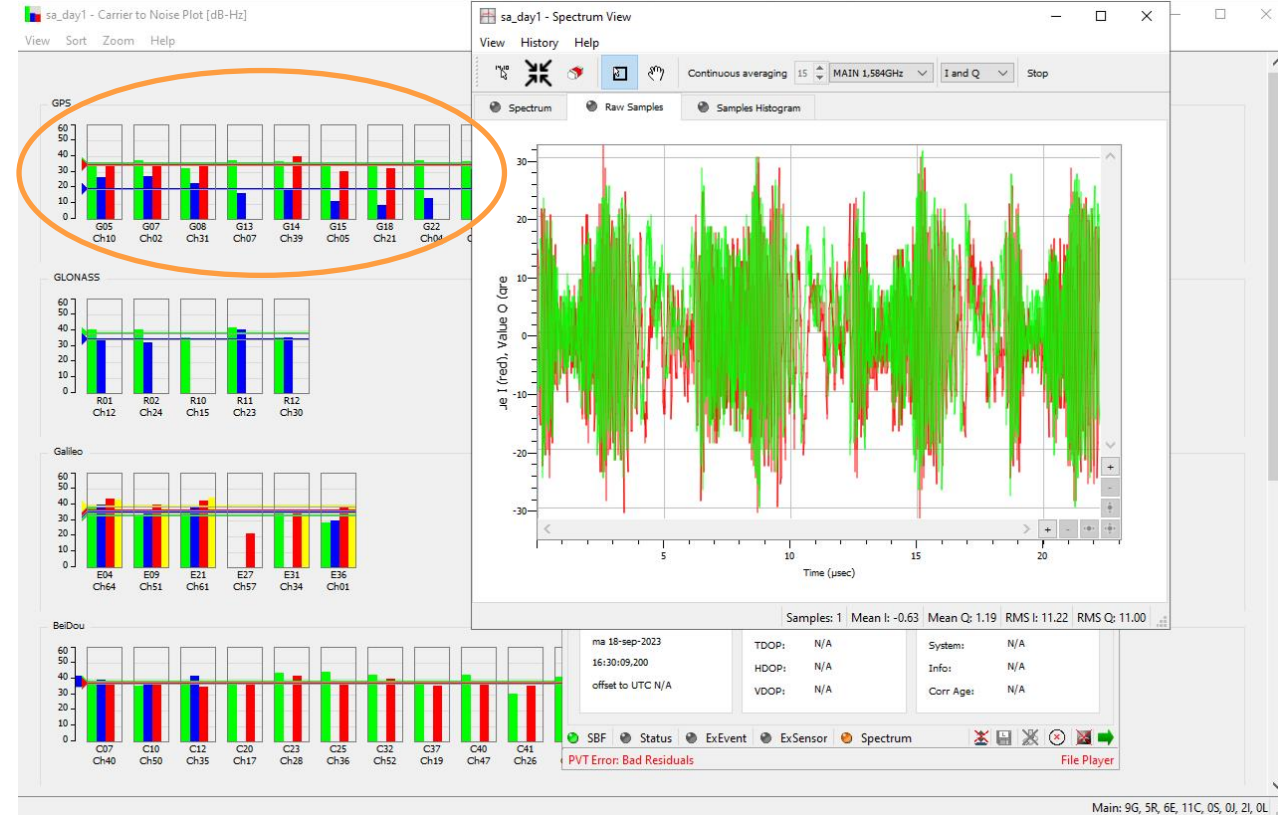 sa_day1 - Carrier to Noise Plot [dB-Hz]
View Sort Zoom Help
GPS
60
50
40
30
20
10
0
G05 G07 G08 G13 G14 G15 G18 G22
Ch10 Ch02 Ch31 Ch07 Ch39 Ch05 Ch21 Ch04
GLONASS
60
50
40
30
20
10
0
R01 R02 R10 R11 R12
Ch12 Ch24 Ch15 Ch23 Ch30
Galileo
60
50
40
30
20
10
0
E04 E09 E21 E27 E31 E36
Ch64 Ch51 Ch61 Ch57 Ch34 Ch01
BeiDou
60
50
40
30
20
10
0
C07 C10 C12 C20 C23 C25 C32 C37 C40 C41
Ch40 Ch50 Ch35 Ch17 Ch28 Ch36 Ch52 Ch19 Ch47 Ch26
sa_day1 - Spectrum View
View History Help
Continuous averaging 15 MAIN 1,584GHz I and Q Stop
Spectrum Raw Samples Samples Histogram
ue I (red), Value Q (gre
30
20
10
0
-10
-20
-30
5 10 15 20
Time (µsec)
Samples: 1 Mean I: -0.63 Mean Q: 1.19 RMS I: 11.22 RMS Q: 11.00
ma 18-sep-2023 TDOP: N/A System: N/A
16:30:09,200 HDOP: N/A Info: N/A
offset to UTC N/A VDOP: N/A Corr Age: N/A
SBF Status ExEvent ExSensor Spectrum
PVT Error: Bad Residuals File Player
Main: 9G, 5R, 6E, 11C, 0S, 0J, 2I, 0L